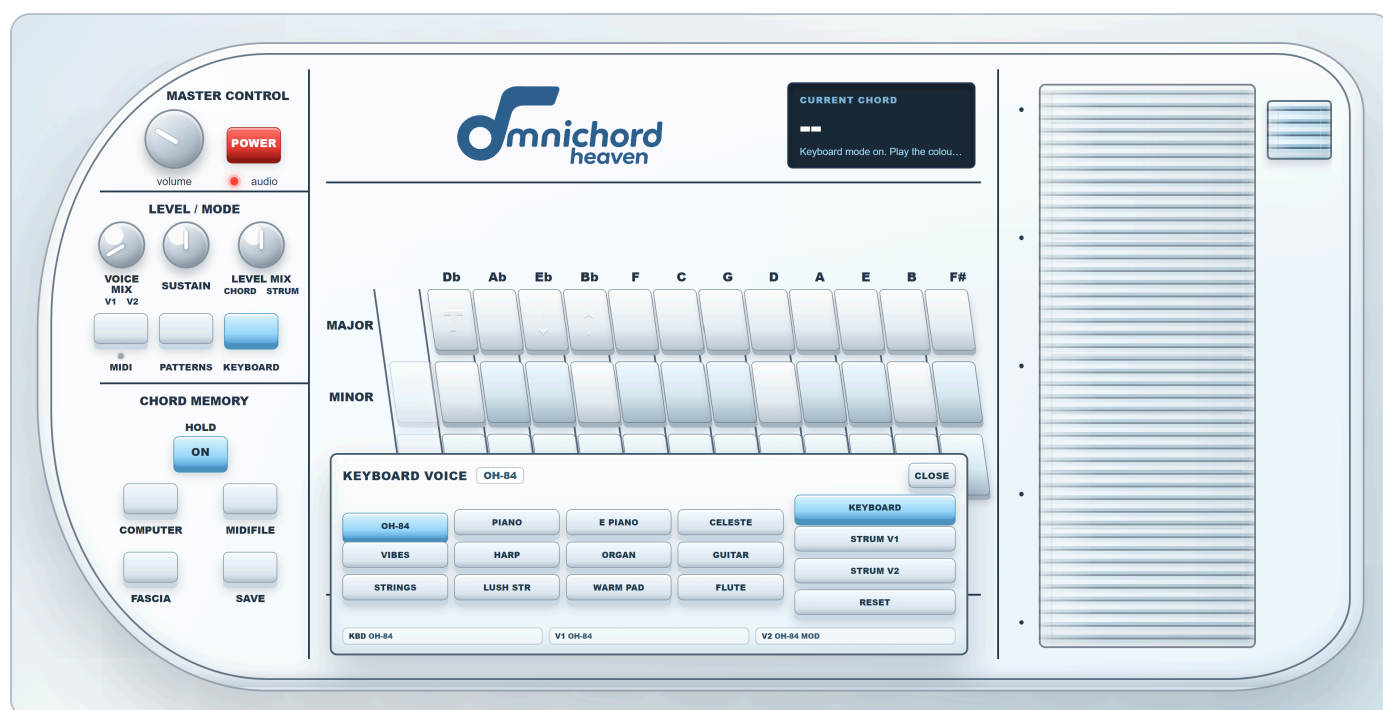 MASTER CONTROL
POWER
volume
audio
LEVEL / MODE
VOICE MIX
V1 V2
SUSTAIN
LEVEL MIX
CHORD STRUM
MIDI
PATTERNS
KEYBOARD
CHORD MEMORY
HOLD
ON
COMPUTER
MIDIFILE
FASCIA
SAVE
omnichord
heaven
CURRENT CHORD
--
Keyboard mode on. Play the colou...
Db Ab Eb Bb F C G D A E B F#
MAJOR
MINOR
KEYBOARD VOICE OH-84
CLOSE
OH-84 PIANO E PIANO CELESTE
VIBES HARP ORGAN GUITAR
STRINGS LUSH STR WARM PAD FLUTE
KEYBOARD
STRUM V1
STRUM V2
RESET
KBD OH-84
V1 OH-84
V2 OH-84 MOD